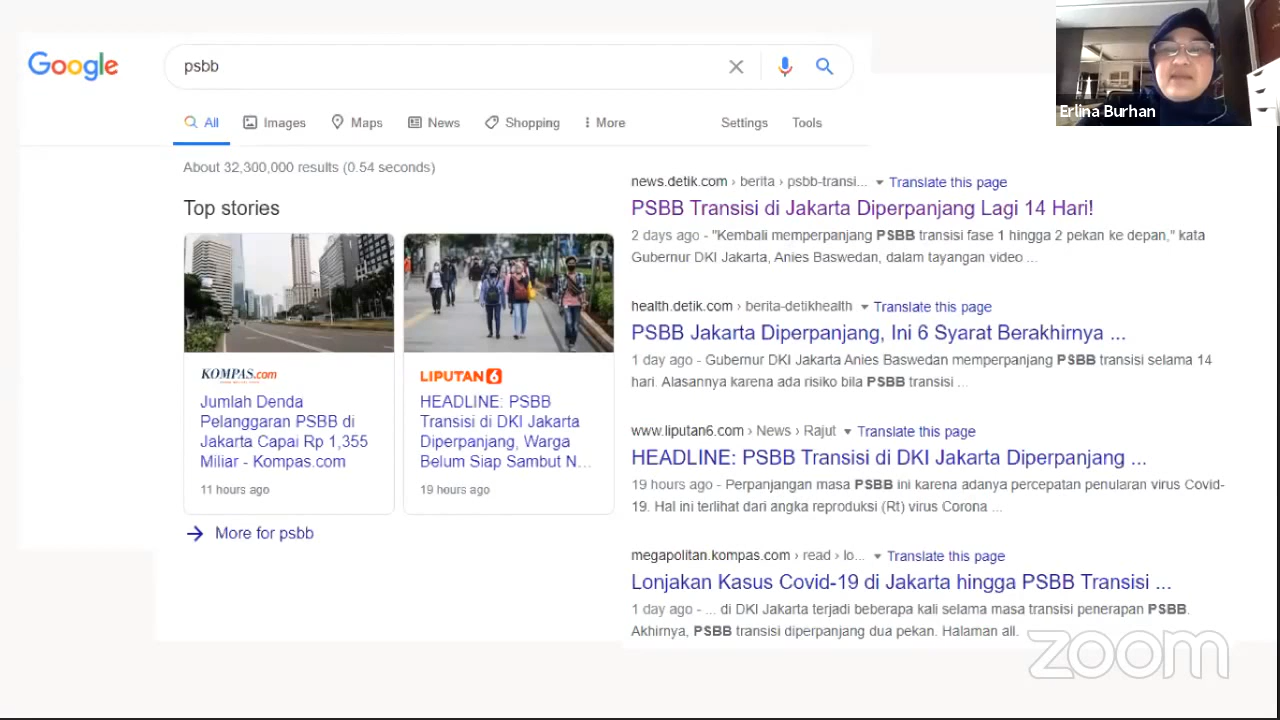 Google
psbb
All
Images
Maps
News
Shopping
More
Settings
Tools
About 32,300,000 results (0.54 seconds)
Top stories
KOMPAS.com
Jumlah Denda
Pelanggaran PSBB di
Jakarta Capai Rp 1,355
Miliar - Kompas.com
11 hours ago
LIPUTAN 6
HEADLINE: PSBB
Transisi di DKI Jakarta
Diperpanjang, Warga
Belum Siap Sambut N...
19 hours ago
More for psbb
news.detik.com › berita › psbb-transi... Translate this page
PSBB Transisi di Jakarta Diperpanjang Lagi 14 Hari!
2 days ago - "Kembali memperpanjang PSBB transisi fase 1 hingga 2 pekan ke depan," kata
Gubernur DKI Jakarta, Anies Baswedan, dalam tayangan video ...
health.detik.com › berita-detikhealth Translate this page
PSBB Jakarta Diperpanjang, Ini 6 Syarat Berakhirnya ...
1 day ago - Gubernur DKI Jakarta Anies Baswedan memperpanjang PSBB transisi selama 14
hari. Alasannya karena ada risiko bila PSBB transisi ...
www.liputan6.com › News › Rajut Translate this page
HEADLINE: PSBB Transisi di DKI Jakarta Diperpanjang ...
19 hours ago - Perpanjangan masa PSBB ini karena adanya percepatan penularan virus Covid-
19. Hal ini terlihat dari angka reproduksi (Rt) virus Corona ...
megapolitan.kompas.com › read › lo... Translate this page
Lonjakan Kasus Covid-19 di Jakarta hingga PSBB Transisi ...
1 day ago - ... di DKI Jakarta terjadi beberapa kali selama masa transisi penerapan PSBB.
Akhirnya, PSBB transisi diperpanjang dua pekan. Halaman all.
Erlina Burhan
zoom